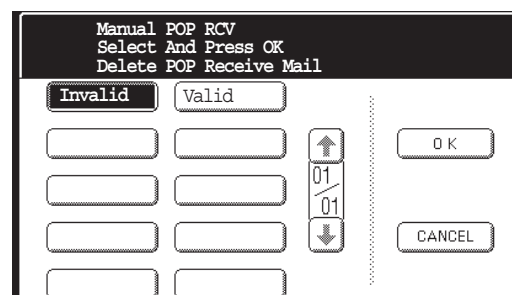 Manual POP RCV
Select And Press OK
Delete POP Receive Mail
Invalid Valid
01
01
OK
CANCEL